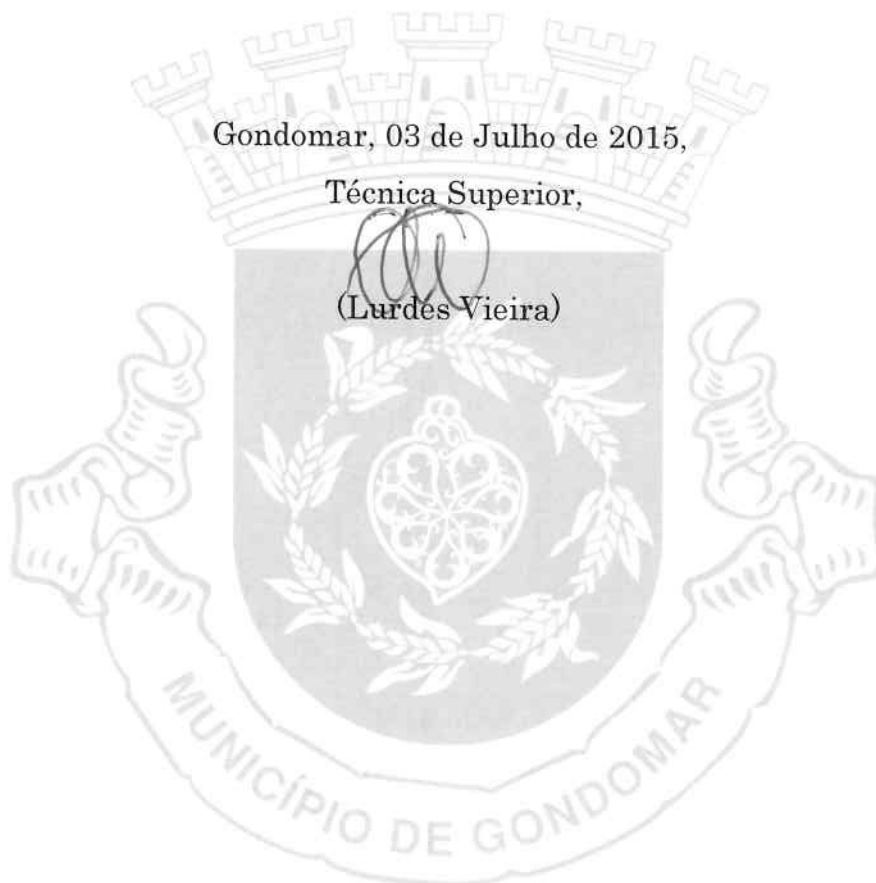 Gondomar, 03 de Julho de 2015,
Técnica Superior,
(Lurdes Vieira)
MUNICÍPIO DE GONDOMAR